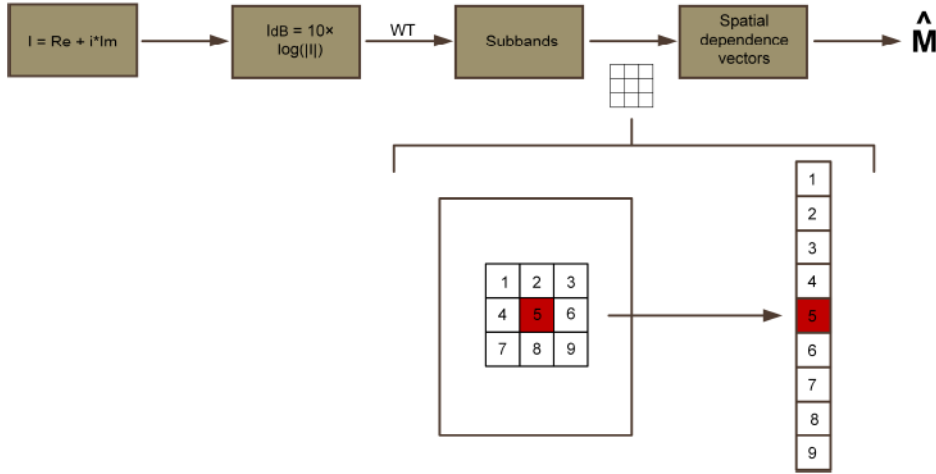 I = Re + i*Im
IdB = 10×
log(|I|)
WT
Subbands
Spatial
dependence
vectors
M̂
1 2 3
4 5 6
7 8 9
1
2
3
4
5
6
7
8
9